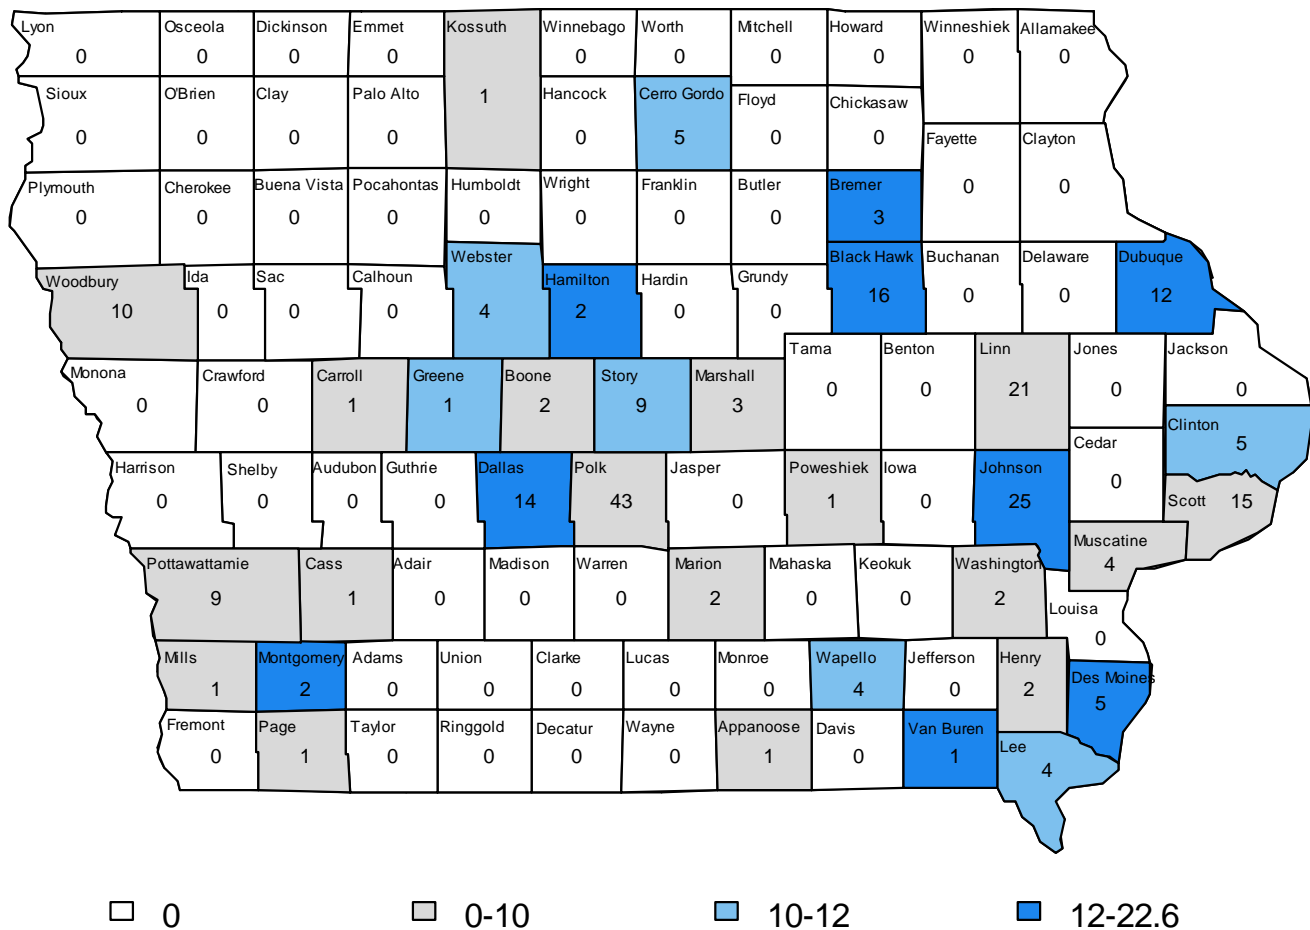 Lyon Osceola Dickinson Emmet Kossuth Winnebago Worth Mitchell Howard Winneshiek Allamakee
0 0 0 0 0 0 0 0 0 0
Sioux O'Brien Clay Palo Alto 1 Hancock Cerro Gordo Floyd Chickasaw
0 0 0 0 0 5 0 0
Fayette Clayton
0 0
Plymouth Cherokee Buena Vista Pocahontas Humboldt Wright Franklin Butler Bremer
0 0 0 0 0 0 0 0 3
Woodbury Ida Sac Calhoun Webster Hamilton Hardin Grundy Black Hawk Buchanan Delaware Dubuque
10 0 0 0 4 2 0 0 16 0 0 12
Monona Crawford Carroll Greene Boone Story Marshall Tama Benton Linn Jones Jackson
0 0 1 1 2 9 3 0 0 21 0 0
Clinton
5
Cedar
0
Harrison Shelby Audubon Guthrie Dallas Polk Jasper Poweshiek Iowa Johnson Scott
0 0 0 0 14 43 0 1 0 25 15
Muscatine
4
Pottawattamie Cass Adair Madison Warren Marion Mahaska Keokuk Washington
9 1 0 0 0 2 0 0 2
Louisa
0
Mills Montgomery Adams Union Clarke Lucas Monroe Wapello Jefferson Henry Des Moines
1 2 0 0 0 0 0 4 0 2 5
Fremont Page Taylor Ringgold Decatur Wayne Appanoose Davis Van Buren Lee
0 1 0 0 0 0 1 0 1 4
0 0-10 10-12 12-22.6